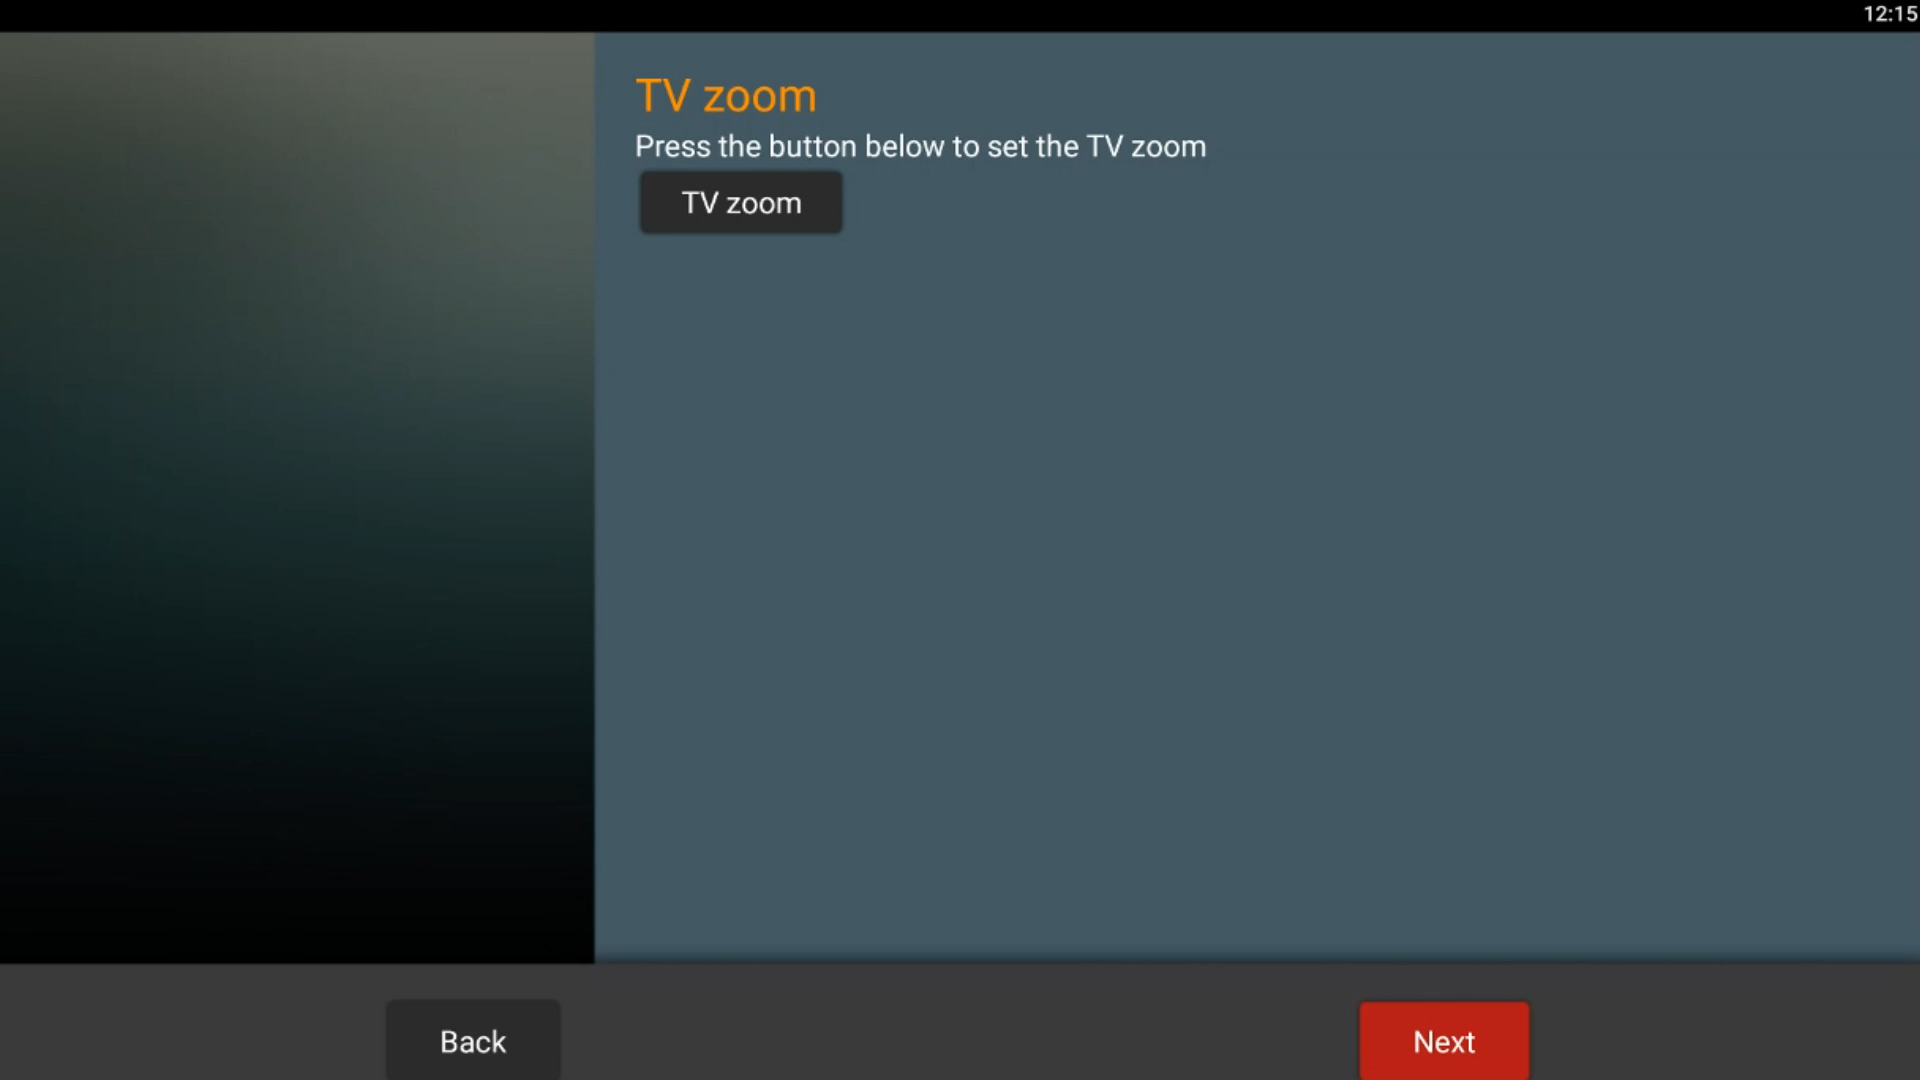 12:15
TV zoom
Press the button below to set the TV zoom
TV zoom
Back
Next